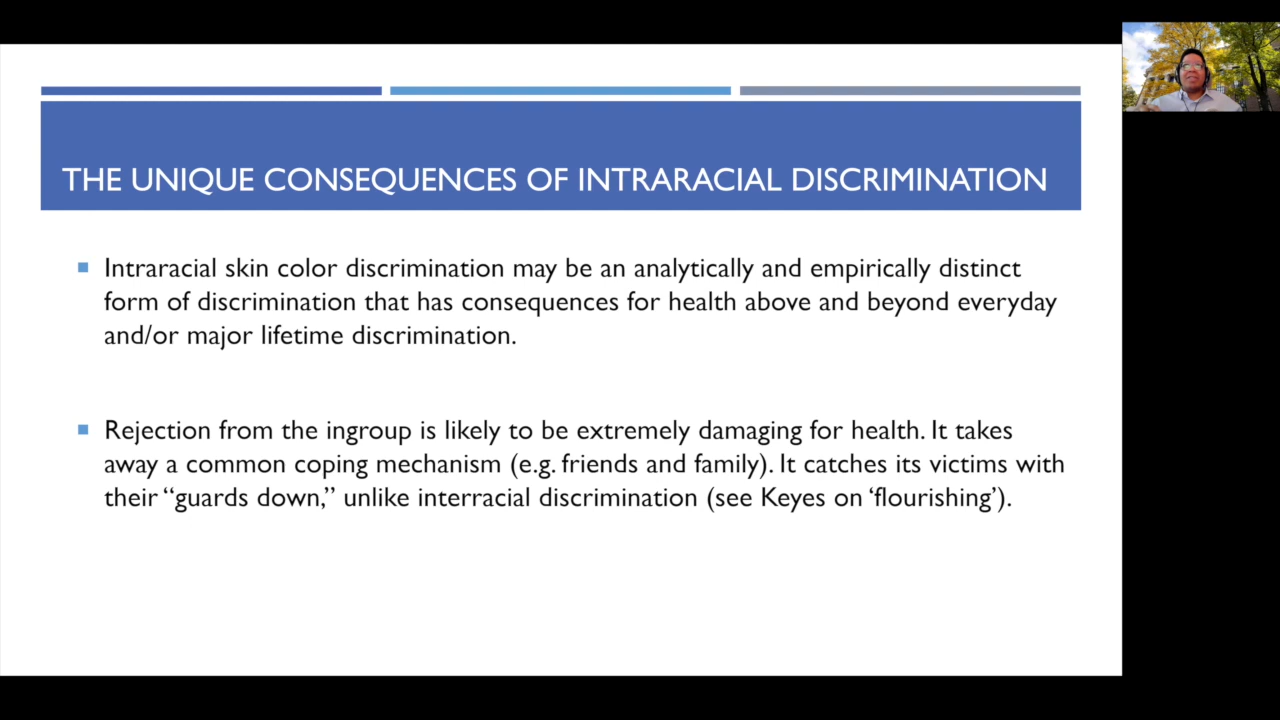 THE UNIQUE CONSEQUENCES OF INTRARACIAL DISCRIMINATION
Intraracial skin color discrimination may be an analytically and empirically distinct
form of discrimination that has consequences for health above and beyond everyday
and/or major lifetime discrimination.
Rejection from the ingroup is likely to be extremely damaging for health. It takes
away a common coping mechanism (e.g. friends and family). It catches its victims with
their “guards down,” unlike interracial discrimination (see Keyes on ‘flourishing’).